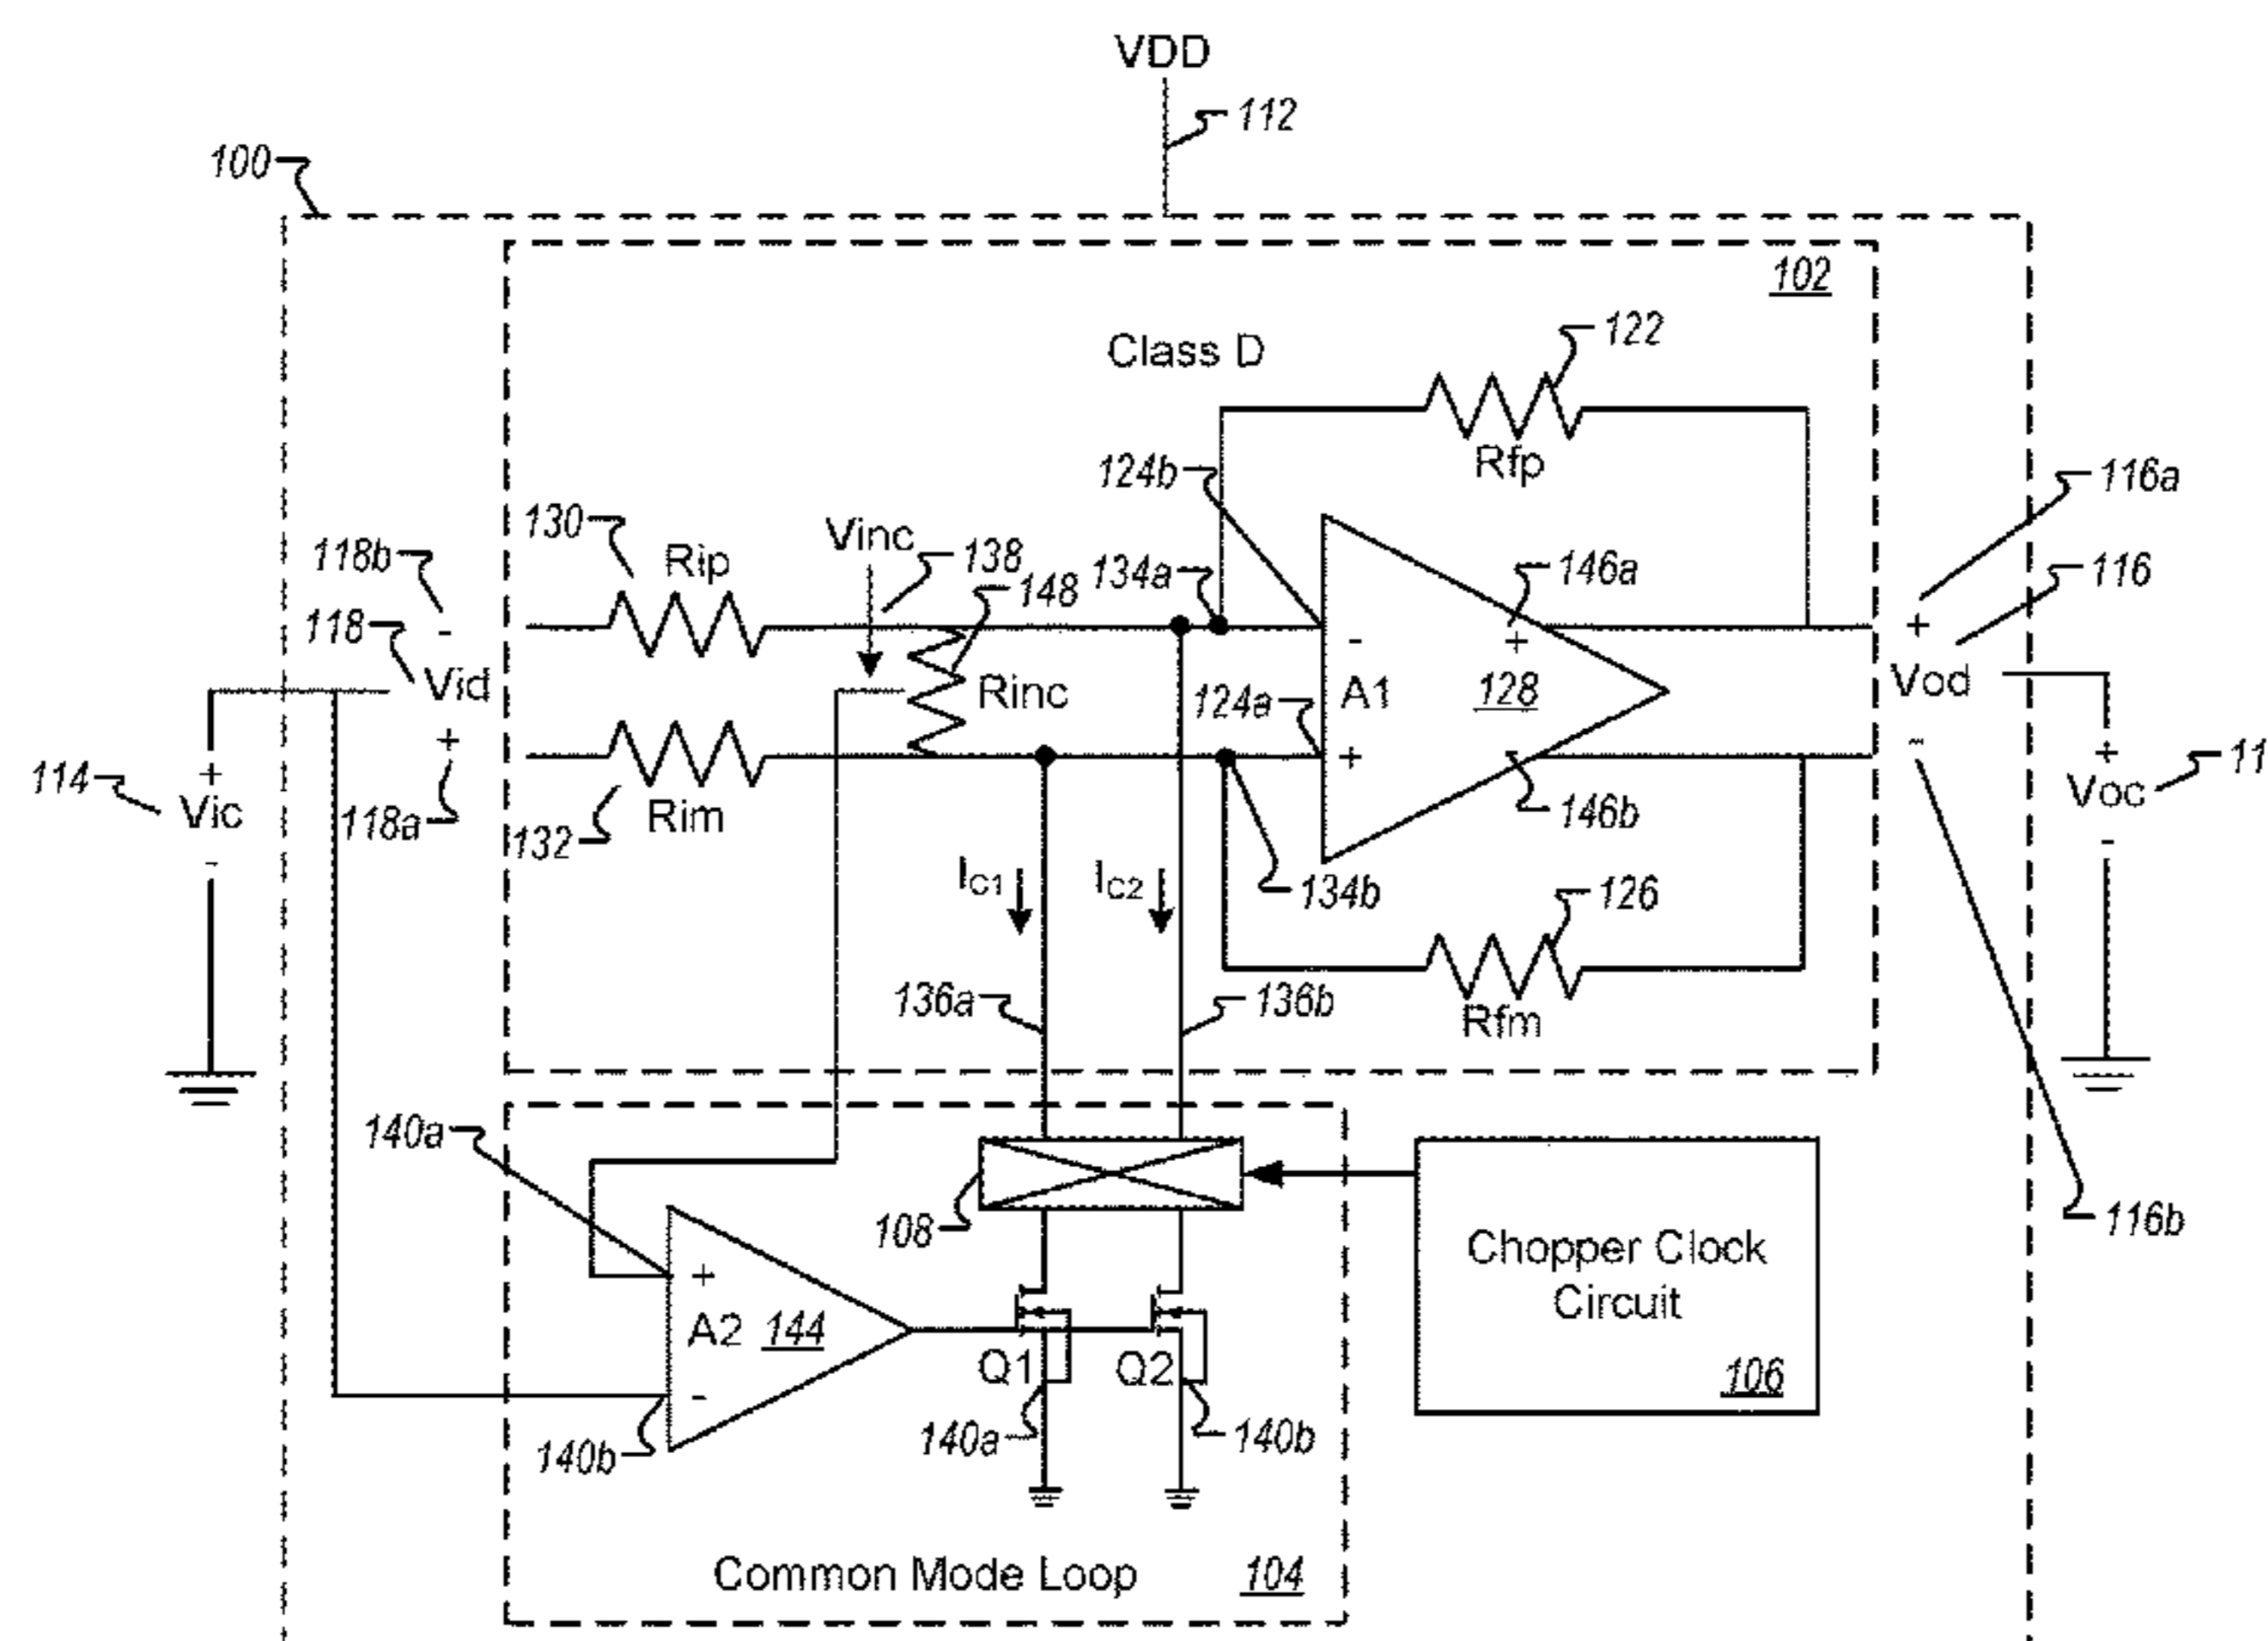 VDD
112
100
102
Class D
122
Rfp
124b
116a
130
Vinc
138
118b
Rip
148
134a
146a
116
118
-
-
+
+
Vid
Rinc
124a
A1
128
Vod
+
+
-
+
+
114
Vic
118a
132
Rim
146b
Voc
11
-
-
IC1
IC2
134b
126
136a
136b
Rfm
140a
108
116b
Chopper Clock
Circuit
+
A2
144
Q1
Q2
106
-
140b
140a
140b
Common Mode Loop
104